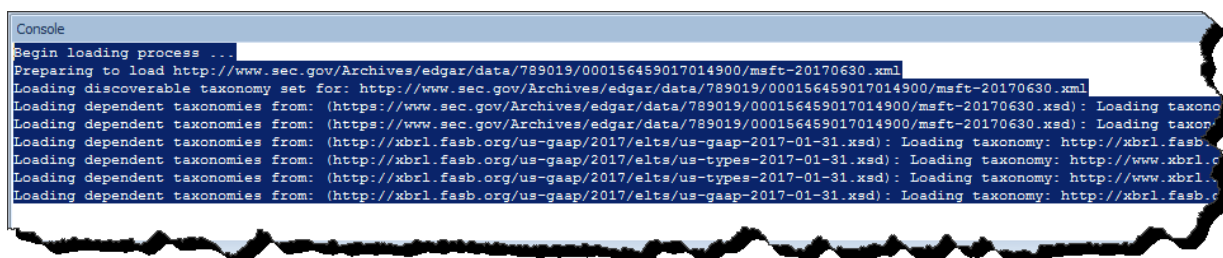 Console
Begin loading process ...
Preparing to load http://www.sec.gov/Archives/edgar/data/789019/000156459017014900/msft-20170630.xml
Loading discoverable taxonomy set for: http://www.sec.gov/Archives/edgar/data/789019/000156459017014900/msft-20170630.xml
Loading dependent taxonomies from: (https://www.sec.gov/Archives/edgar/data/789019/000156459017014900/msft-20170630.xsd): Loading
Loading dependent taxonomies from: (https://www.sec.gov/Archives/edgar/data/789019/000156459017014900/msft-20170630.xsd): Loading
Loading dependent taxonomies from: (http://xbrl.fasb.org/us-gaap/2017/elts/us-gaap-2017-01-31.xsd): Loading taxonomy: http://xbrl.fasb.
Loading dependent taxonomies from: (http://xbrl.fasb.org/us-gaap/2017/elts/us-types-2017-01-31.xsd): Loading taxonomy: http://www.xbrl.
Loading dependent taxonomies from: (http://xbrl.fasb.org/us-gaap/2017/elts/us-types-2017-01-31.xsd): Loading taxonomy: http://www.xbrl.
Loading dependent taxonomies from: (http://xbrl.fasb.org/us-gaap/2017/elts/us-gaap-2017-01-31.xsd): Loading taxonomy: http://xbrl.fasb.